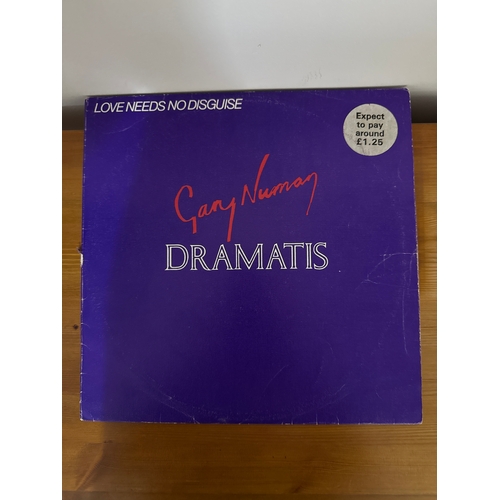 LOVE NEEDS NO DISGUISE
Expect
to pay
around
£1.25
Gary Numan
DRAMATIS